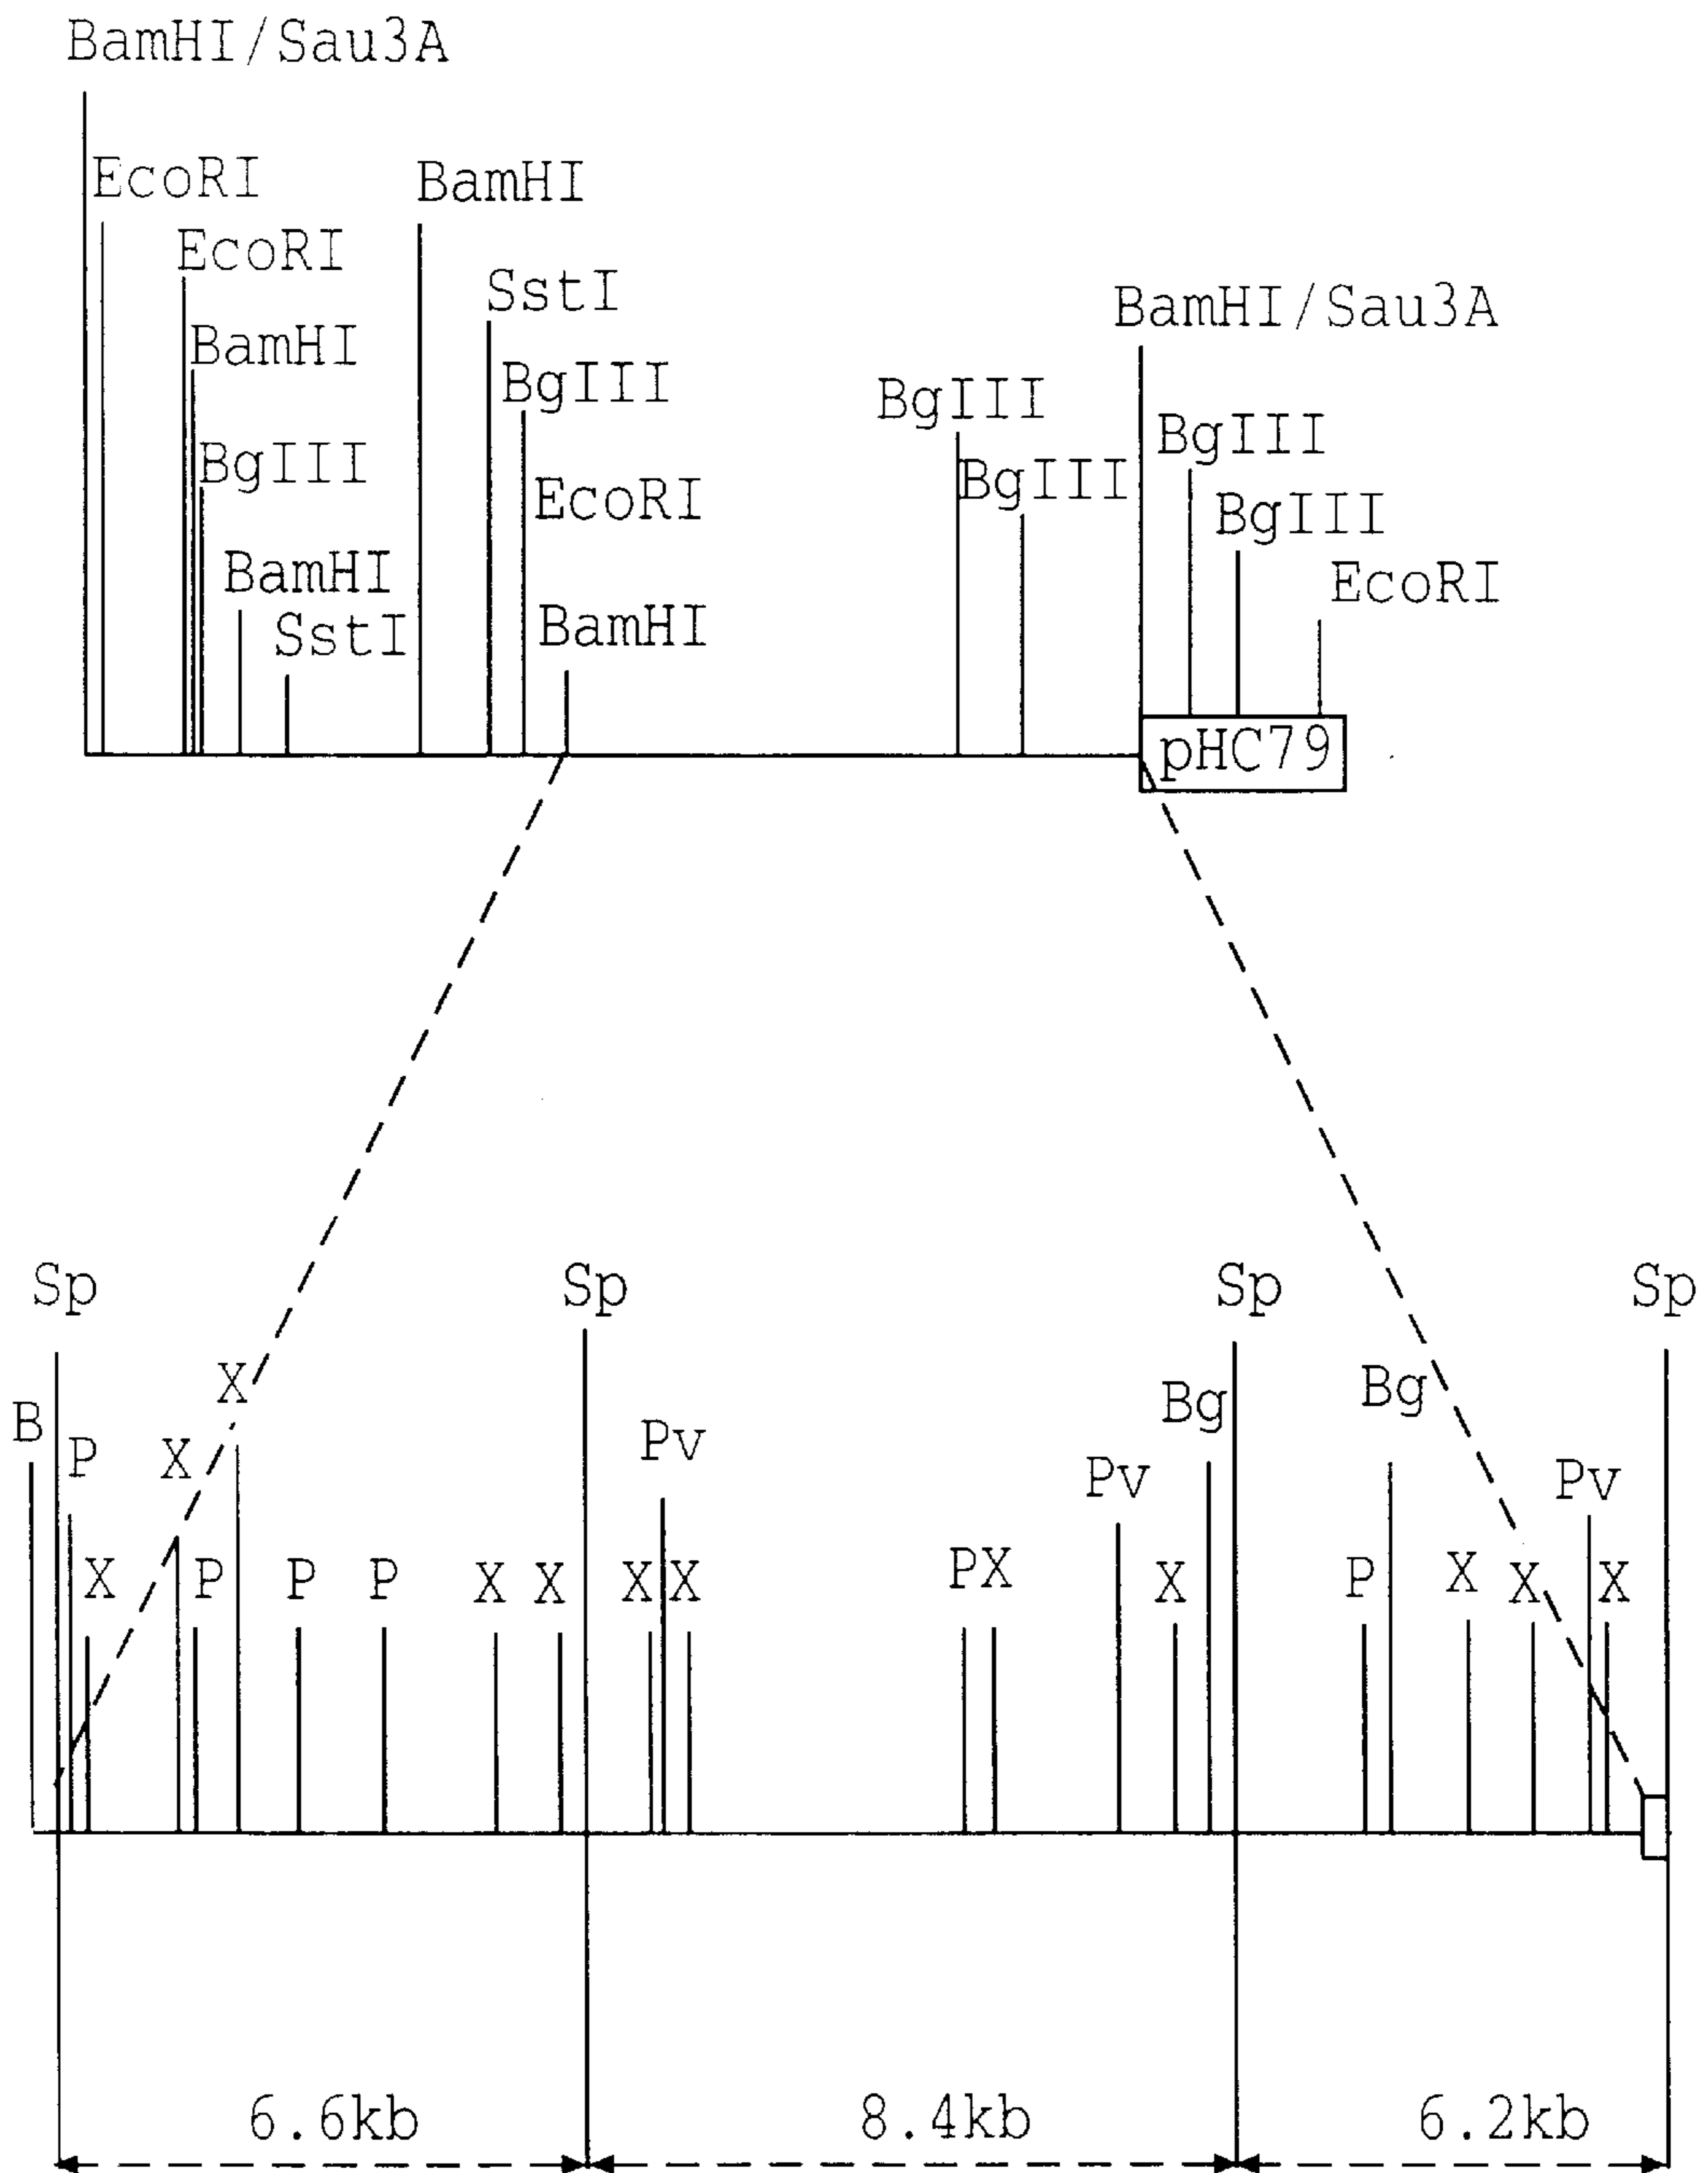 BamHI/Sau3A
EcoRI
BamHI
EcoRI
SstI
BamHI/Sau3A
BamHI
BgIII
BgIII
BgIII
BgIII
BgIII
EcoRI
BgIII
BamHI
EcoRI
SstI
BamHI
pHC79
Sp
Sp
Sp
Sp
X
Bg
Bg
B
P
X
Pv
Pv
Pv
X
P
P
P
X
X
X
X
PX
X
P
X
X
X
6.6kb
8.4kb
6.2kb